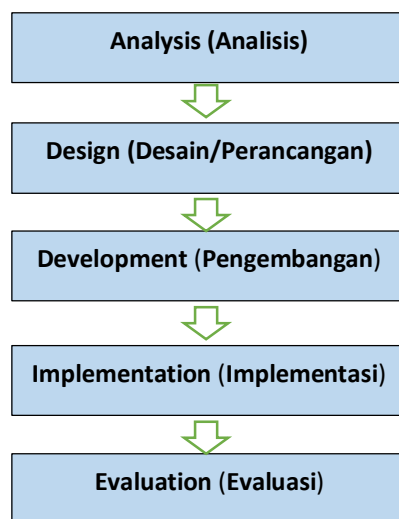 Analysis (Analisis)
Design (Desain/Perancangan)
Development (Pengembangan)
Implementation (Implementasi)
Evaluation (Evaluasi)